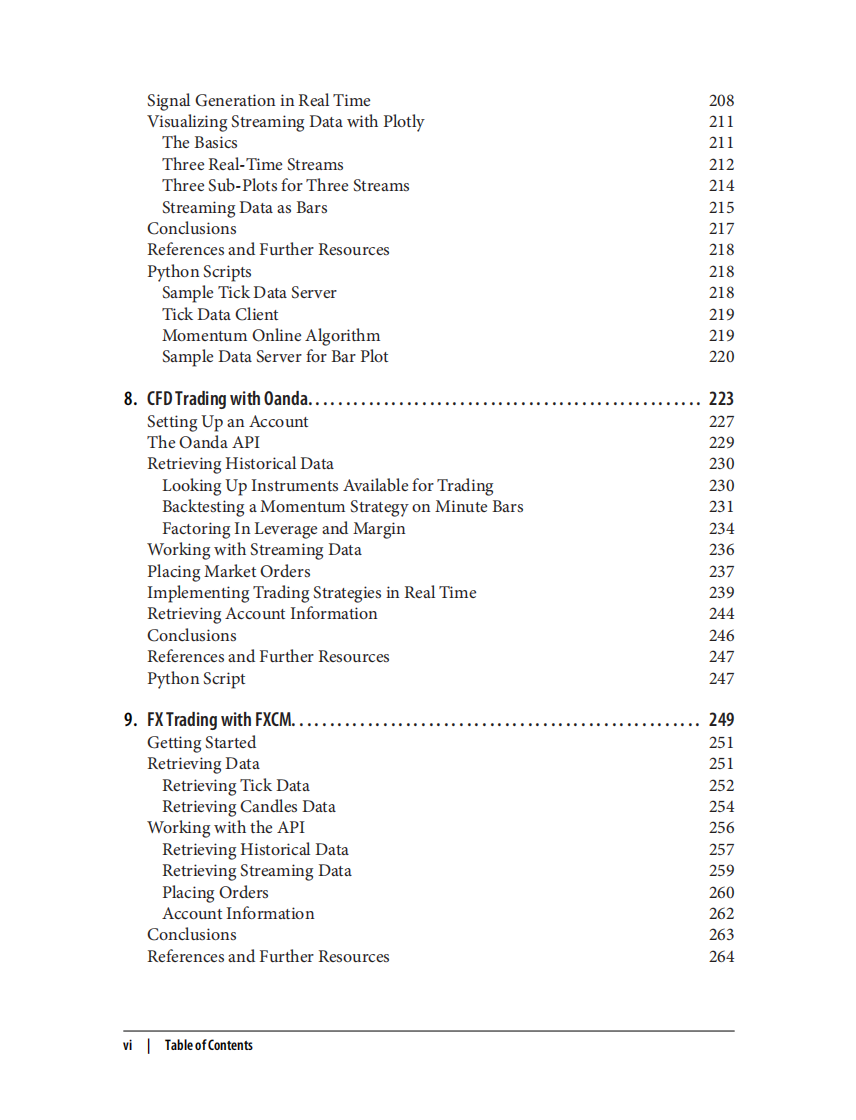 Signal Generation in Real Time 208
Visualizing Streaming Data with Plotly 211
The Basics 211
Three Real-Time Streams 212
Three Sub-Plots for Three Streams 214
Streaming Data as Bars 215
Conclusions 217
References and Further Resources 218
Python Scripts 218
Sample Tick Data Server 218
Tick Data Client 219
Momentum Online Algorithm 219
Sample Data Server for Bar Plot 220
8. CFD Trading with Oanda. . . . . . . . . . . . . . . . . . . . . . . . . . . . . . . . . . . . . . . . . . . . . . . . . . . 223
Setting Up an Account 227
The Oanda API 229
Retrieving Historical Data 230
Looking Up Instruments Available for Trading 230
Backtesting a Momentum Strategy on Minute Bars 231
Factoring In Leverage and Margin 234
Working with Streaming Data 236
Placing Market Orders 237
Implementing Trading Strategies in Real Time 239
Retrieving Account Information 244
Conclusions 246
References and Further Resources 247
Python Script 247
9. FX Trading with FXCM. . . . . . . . . . . . . . . . . . . . . . . . . . . . . . . . . . . . . . . . . . . . . . . . . . . . . 249
Getting Started 251
Retrieving Data 251
Retrieving Tick Data 252
Retrieving Candles Data 254
Working with the API 256
Retrieving Historical Data 257
Retrieving Streaming Data 259
Placing Orders 260
Account Information 262
Conclusions 263
References and Further Resources 264
vi | Table of Contents